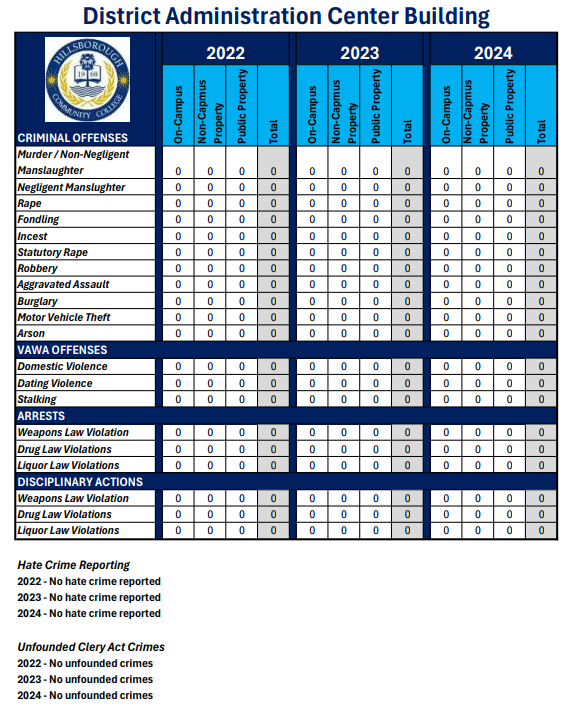 District Administration Center Building
HILLSBOROUGH
1968
COMMUNITY COLLEGE
2022 2023 2024
CRIMINAL OFFENSES On-Campus Non-Capmus Property Public Property Total On-Campus Non-Capmus Property Public Property Total On-Campus Non-Capmus Property Public Property Total
Murder / Non-Negligent
Manslaughter 0 0 0 0 0 0 0 0 0 0 0 0
Negligent Manslughter 0 0 0 0 0 0 0 0 0 0 0 0
Rape 0 0 0 0 0 0 0 0 0 0 0 0
Fondling 0 0 0 0 0 0 0 0 0 0 0 0
Incest 0 0 0 0 0 0 0 0 0 0 0 0
Statutory Rape 0 0 0 0 0 0 0 0 0 0 0 0
Robbery 0 0 0 0 0 0 0 0 0 0 0 0
Aggravated Assault 0 0 0 0 0 0 0 0 0 0 0 0
Burglary 0 0 0 0 0 0 0 0 0 0 0 0
Motor Vehicle Theft 0 0 0 0 0 0 0 0 0 0 0 0
Arson 0 0 0 0 0 0 0 0 0 0 0 0
VAWA OFFENSES
Domestic Violence 0 0 0 0 0 0 0 0 0 0 0 0
Dating Violence 0 0 0 0 0 0 0 0 0 0 0 0
Stalking 0 0 0 0 0 0 0 0 0 0 0 0
ARRESTS
Weapons Law Violation 0 0 0 0 0 0 0 0 0 0 0 0
Drug Law Violations 0 0 0 0 0 0 0 0 0 0 0 0
Liquor Law Violations 0 0 0 0 0 0 0 0 0 0 0 0
DISCIPLINARY ACTIONS
Weapons Law Violation 0 0 0 0 0 0 0 0 0 0 0 0
Drug Law Violations 0 0 0 0 0 0 0 0 0 0 0 0
Liquor Law Violations 0 0 0 0 0 0 0 0 0 0 0 0
Hate Crime Reporting
2022 - No hate crime reported
2023 - No hate crime reported
2024 - No hate crime reported
Unfounded Clery Act Crimes
2022 - No unfounded crimes
2023 - No unfounded crimes
2024 - No unfounded crimes